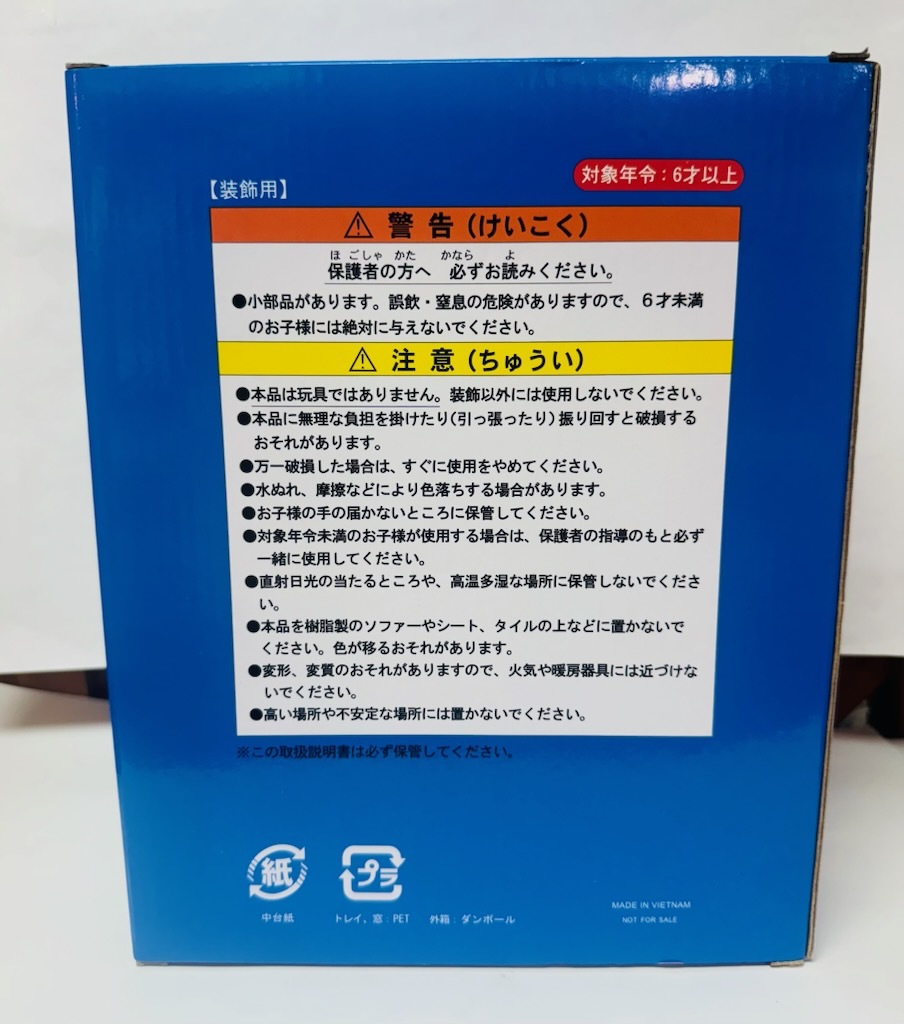 【装飾用】
対象年令：6才以上
⚠ 警 告（けいこく）
ほ ごしゃ かた かなら よ
保護者の方へ 必ずお読みください。
●小部品があります。誤飲・窒息の危険がありますので、６才未満
のお子様には絶対に与えないでください。
⚠ 注 意（ちゅうい）
●本品は玩具ではありません。装飾以外には使用しないでください。
●本品に無理な負担を掛けたり（引っ張ったり）振り回すと破損する
おそれがあります。
●万一破損した場合は、すぐに使用をやめてください。
●水ぬれ、摩擦などにより色落ちする場合があります。
●お子様の手の届かないところに保管してください。
●対象年令未満のお子様が使用する場合は、保護者の指導のもと必ず
一緒に使用してください。
●直射日光の当たるところや、高温多湿な場所に保管しないでくださ
い。
●本品を樹脂製のソファーやシート、タイルの上などに置かないで
ください。色が移るおそれがあります。
●変形、変質のおそれがありますので、火気や暖房器具には近づけな
いでください。
●高い場所や不安定な場所には置かないでください。
※この取扱説明書は必ず保管してください。
紙
プラ
中台紙
トレイ、窓：PET
外箱：ダンボール
MADE IN VIETNAM
NOT FOR SALE